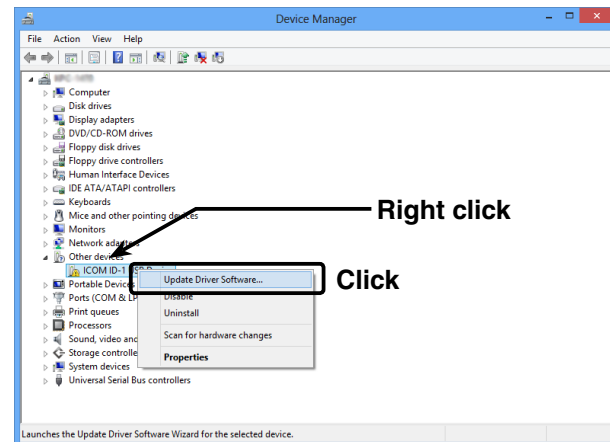 Device Manager
File Action View Help
Computer
Disk drives
Display adapters
DVD/CD-ROM drives
Floppy disk drives
Floppy drive controllers
Human Interface Devices
IDE ATA/ATAPI controllers
Keyboards
Mice and other pointing devices
Right click
Monitors
Network adapters
Other devices
ICOM ID-1
Update Driver Software...
Click
Portable Devices
Disable
Ports (COM & LP
Print queues
Uninstall
Processors
Sound, video and
Scan for hardware changes
Storage controlle
Properties
System devices
Universal Serial Bus controllers
Launches the Update Driver Software Wizard for the selected device.